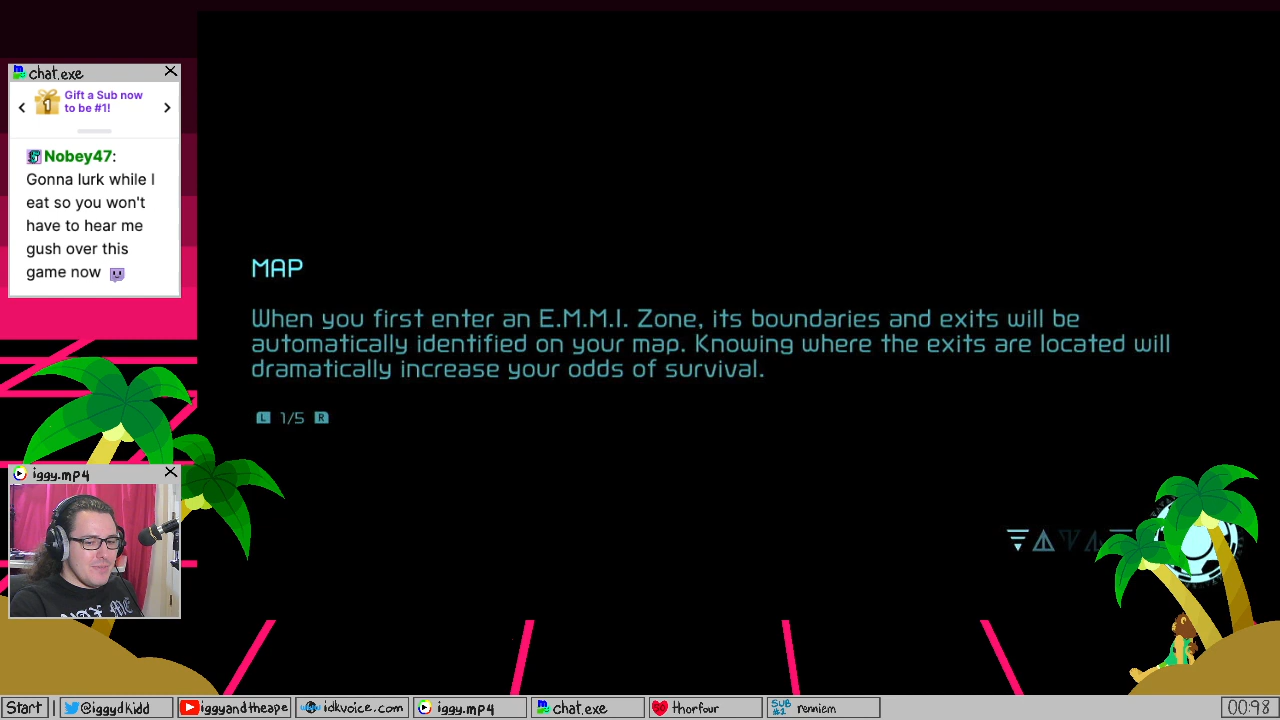 chat.exe
1
Gift a Sub now
to be #1!
Nobey47:
Gonna lurk while I
eat so you won't
have to hear me
gush over this
game now
MAP
When you first enter an E.M.M.I. Zone, its boundaries and exits will be
automatically identified on your map. Knowing where the exits are located will
dramatically increase your odds of survival.
L 1/5 R
iggy.mp4
Start
@iggydkidd
iggyandtheape
www
idkvoice.com
iggy.mp4
chat.exe
thorfour
SUB
#1
renniem
00:98